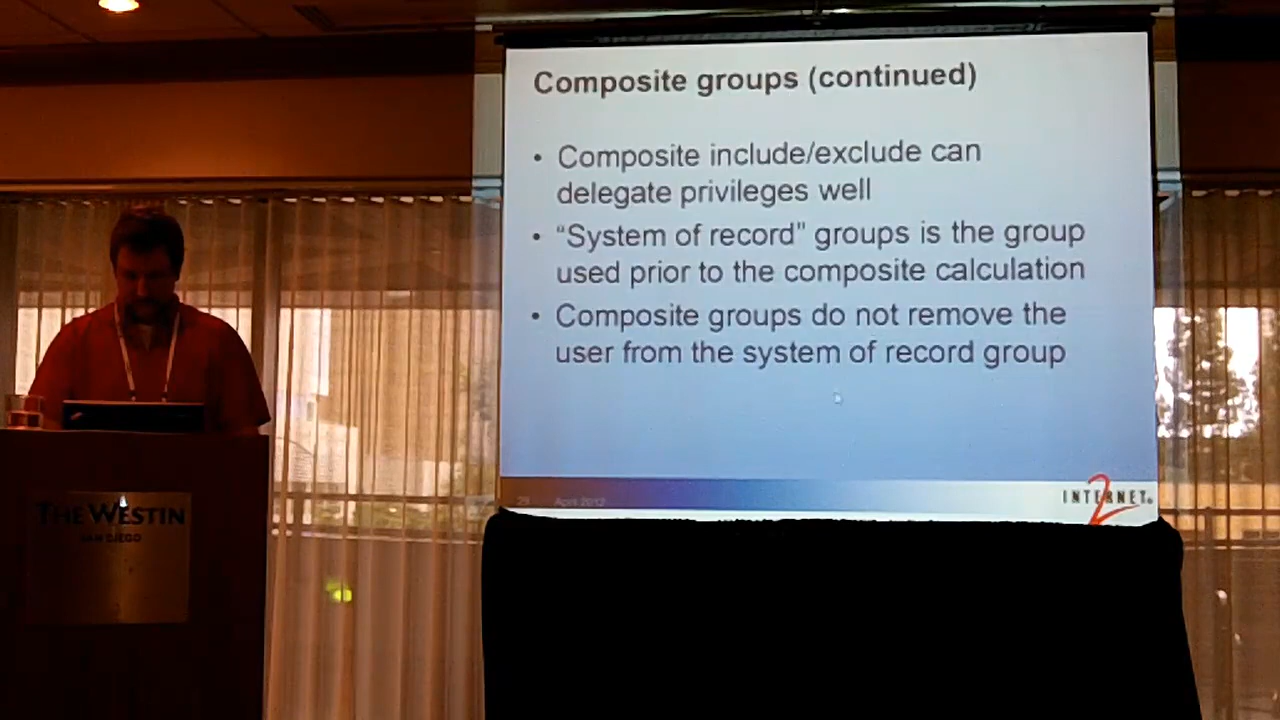 Composite groups (continued)
• Composite include/exclude can
delegate privileges well
• “System of record” groups is the group
used prior to the composite calculation
• Composite groups do not remove the
user from the system of record group
29 April 2012
INTERNET
2
THE WESTIN
SAN DIEGO